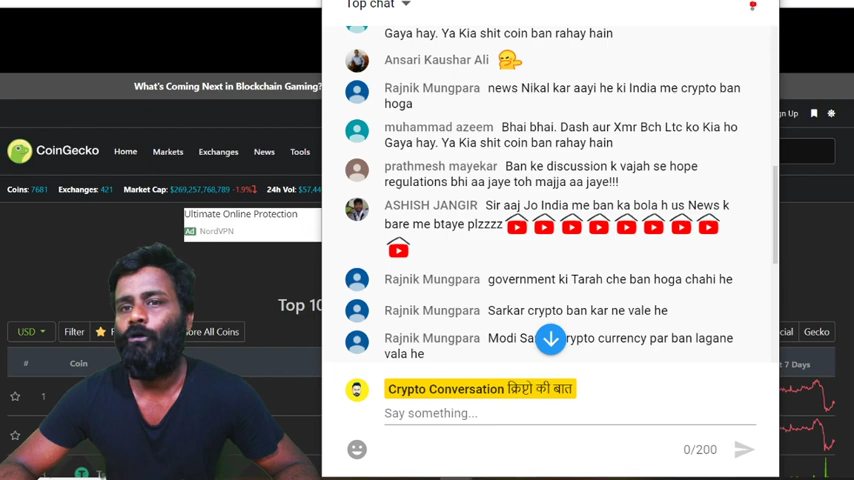 Top chat
Gaya hay. Ya Kia shit coin ban rahay hain
Ansari Kaushar Ali
Rajnik Mungpara news Nikal kar aayi he ki India me crypto ban
hoga
muhammad azeem Bhai bhai. Dash aur Xmr Bch Ltc ko Kia ho
Gaya hay. Ya Kia shit coin ban rahay hain
prathmesh mayekar Ban ke discussion k vajah se hope
regulations bhi aa jaye toh majja aa jaye!!!
ASHISH JANGIR Sir aaj Jo India me ban ka bola h us News k
bare me btaye plzzzz
Rajnik Mungpara government ki Tarah che ban hoga chahi he
Rajnik Mungpara Sarkar crypto ban kar ne vale he
Rajnik Mungpara Modi Sa crypto currency par ban lagane
vala he
Crypto Conversation क्रिप्टो की बात
Say something...
0/200
What's Coming Next in Blockchain Gaming?
CoinGecko Home Markets Exchanges News Tools
Sign Up
Coins: 7681 Exchanges: 421 Market Cap: $269,257,768,789 -1.9% 24h Vol: $57,44
Ultimate Online Protection
Ad NordVPN
Top 10
USD Filter F More All Coins
Gecko
# Coin
t 7 Days
1